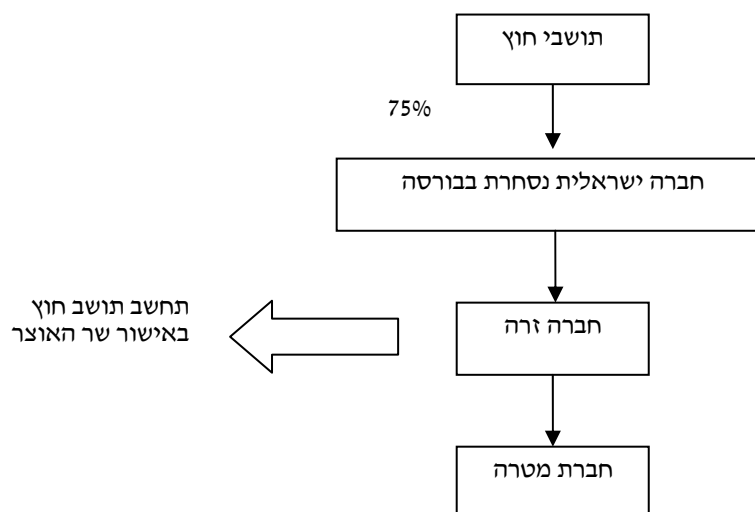 תושבי חוץ
75%
חברה ישראלית נסחרת בבורסה
חברה זרה
תחשב תושב חוץ
באישור שר האוצר
חברת מטרה